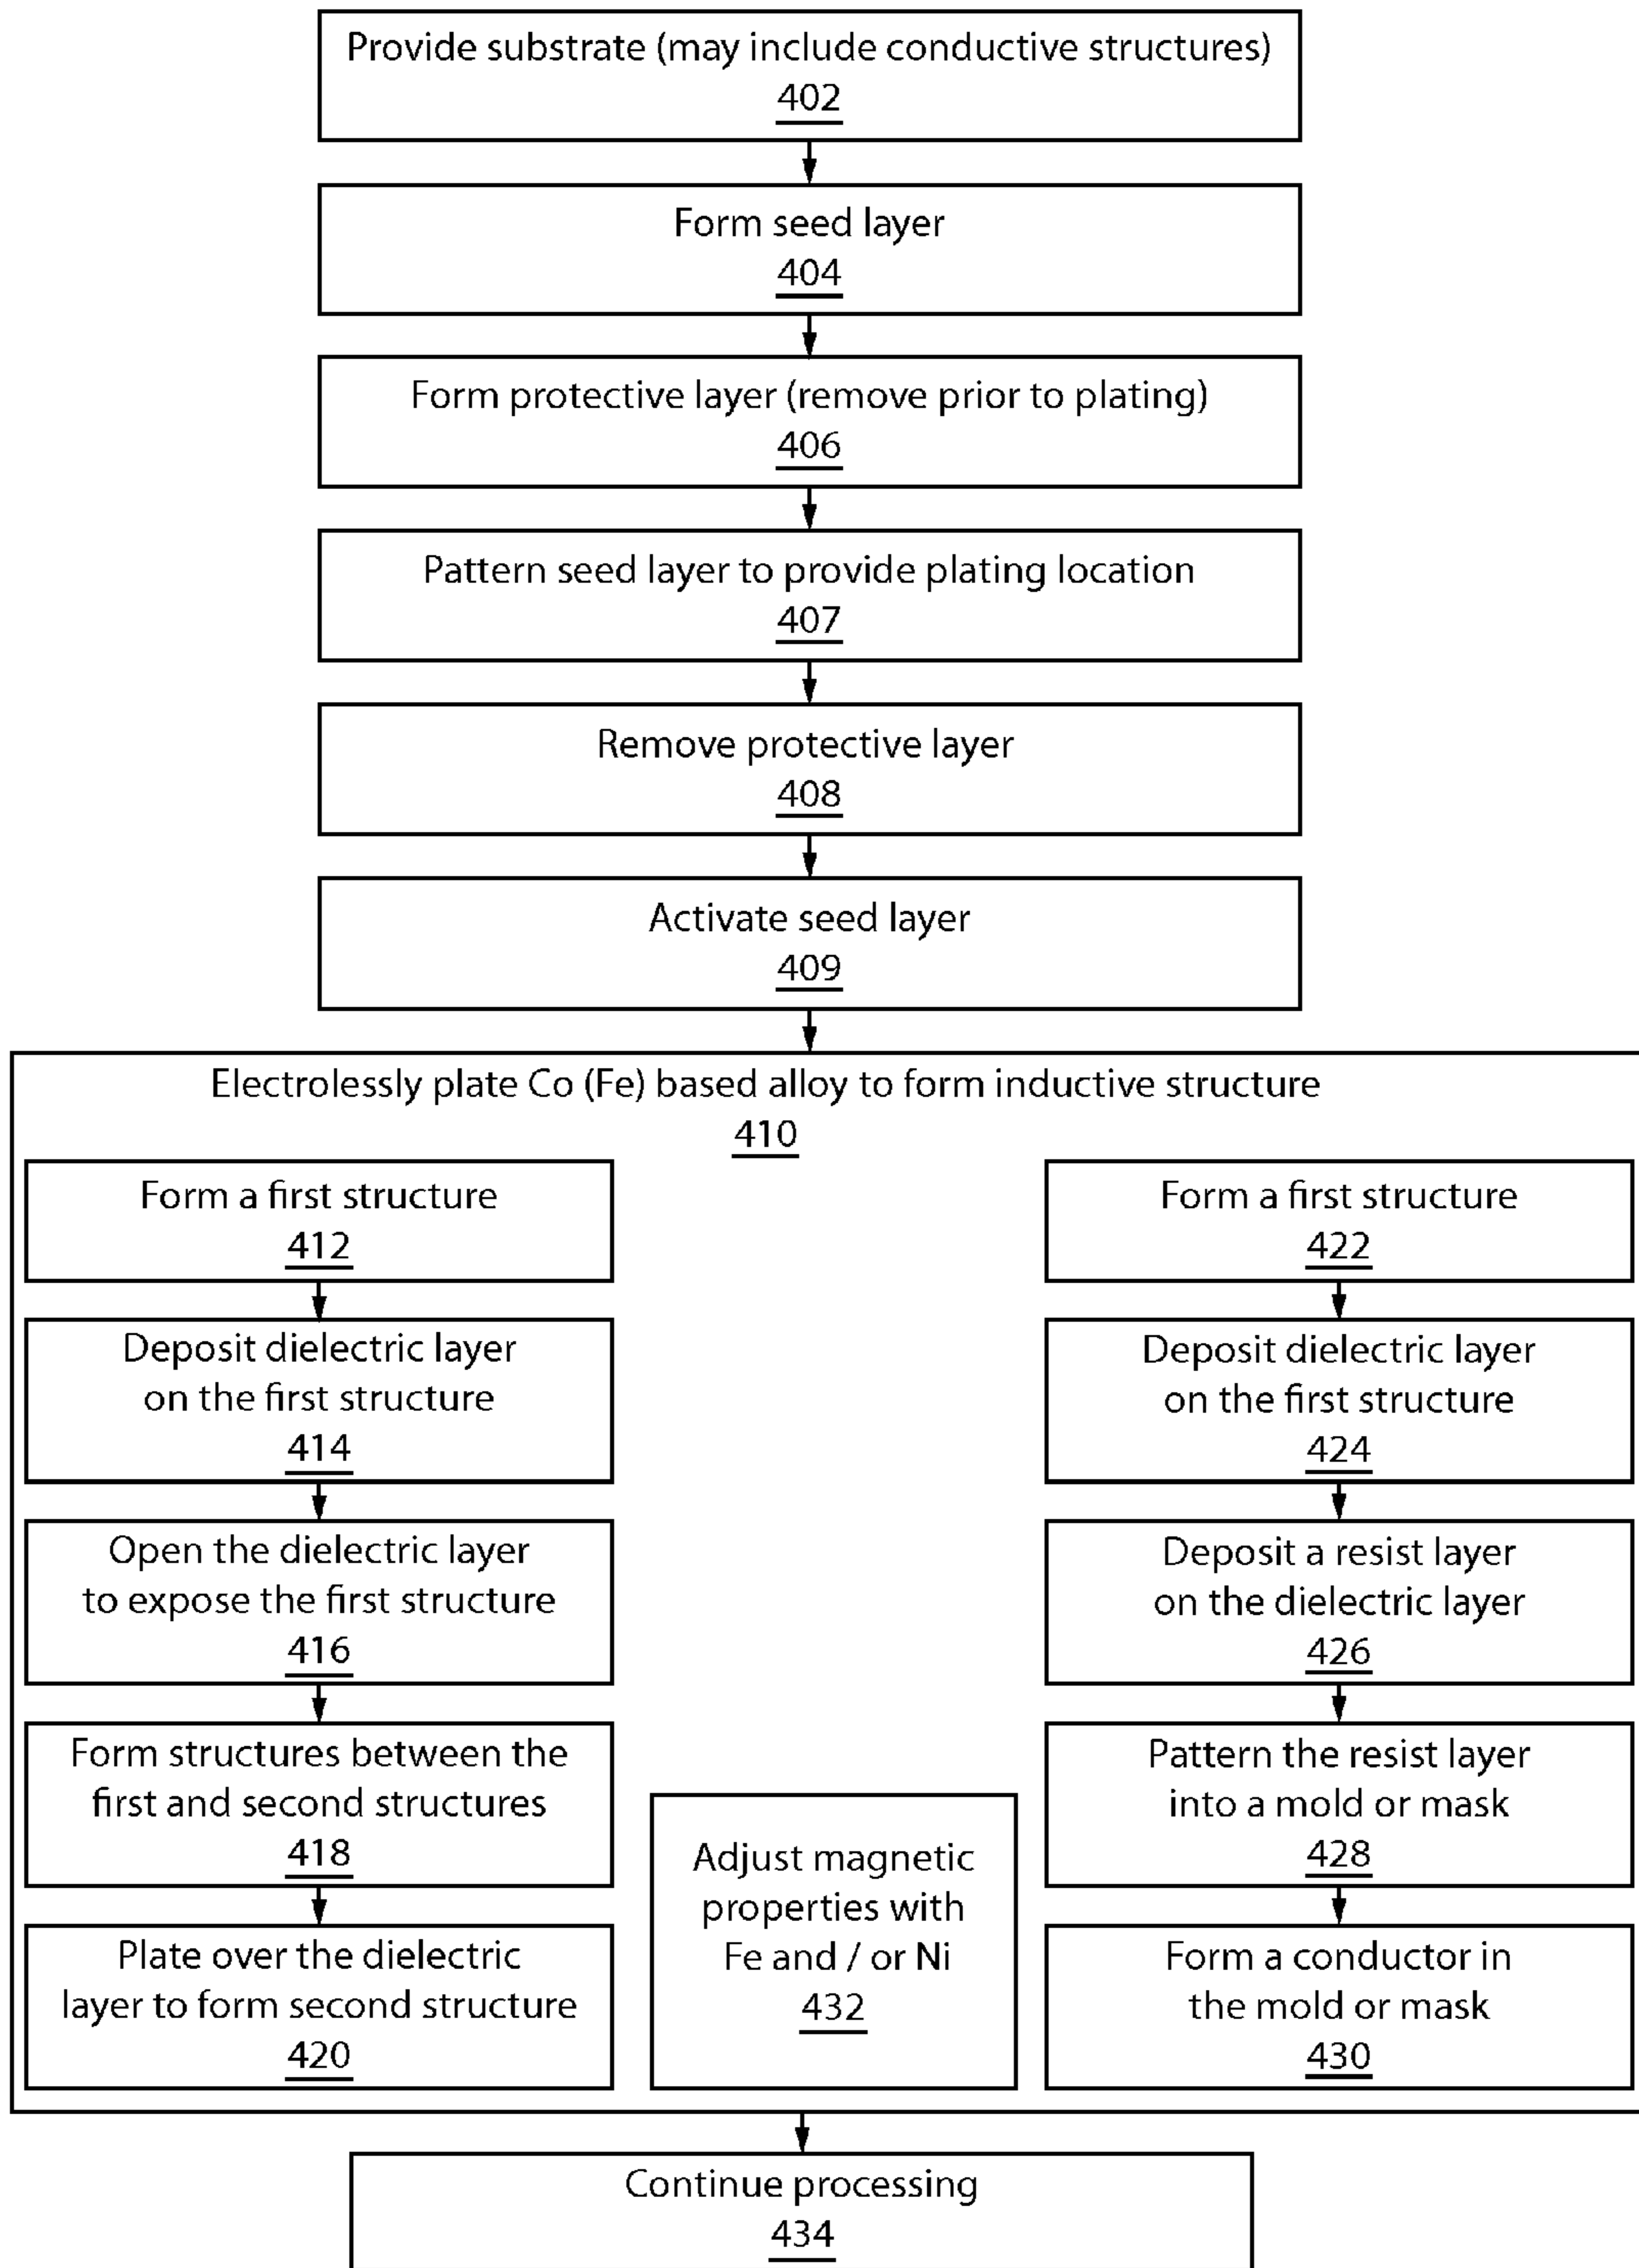 Provide substrate (may include conductive structures)
402
Form seed layer
404
Form protective layer (remove prior to plating)
406
Pattern seed layer to provide plating location
407
Remove protective layer
408
Activate seed layer
409
Electrolessly plate Co (Fe) based alloy to form inductive structure
410
Form a first structure
412
Deposit dielectric layer
on the first structure
414
Open the dielectric layer
to expose the first structure
416
Form structures between the
first and second structures
418
Plate over the dielectric
layer to form second structure
420
Adjust magnetic
properties with
Fe and / or Ni
432
Form a first structure
422
Deposit dielectric layer
on the first structure
424
Deposit a resist layer
on the dielectric layer
426
Pattern the resist layer
into a mold or mask
428
Form a conductor in
the mold or mask
430
Continue processing
434